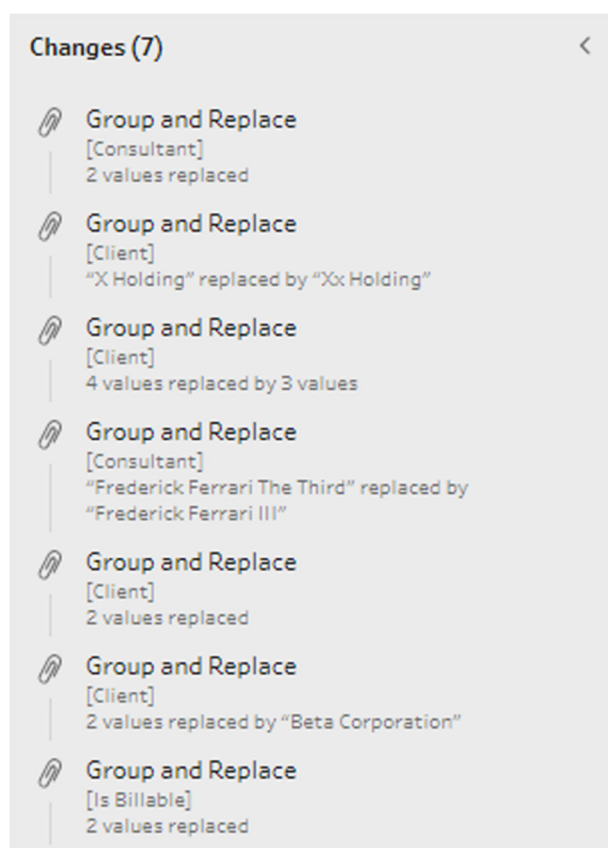 Changes (7)
Group and Replace
[Consultant]
2 values replaced
Group and Replace
[Client]
“X Holding” replaced by “Xx Holding”
Group and Replace
[Client]
4 values replaced by 3 values
Group and Replace
[Consultant]
“Frederick Ferrari The Third” replaced by
“Frederick Ferrari III”
Group and Replace
[Client]
2 values replaced
Group and Replace
[Client]
2 values replaced by “Beta Corporation”
Group and Replace
[Is Billable]
2 values replaced